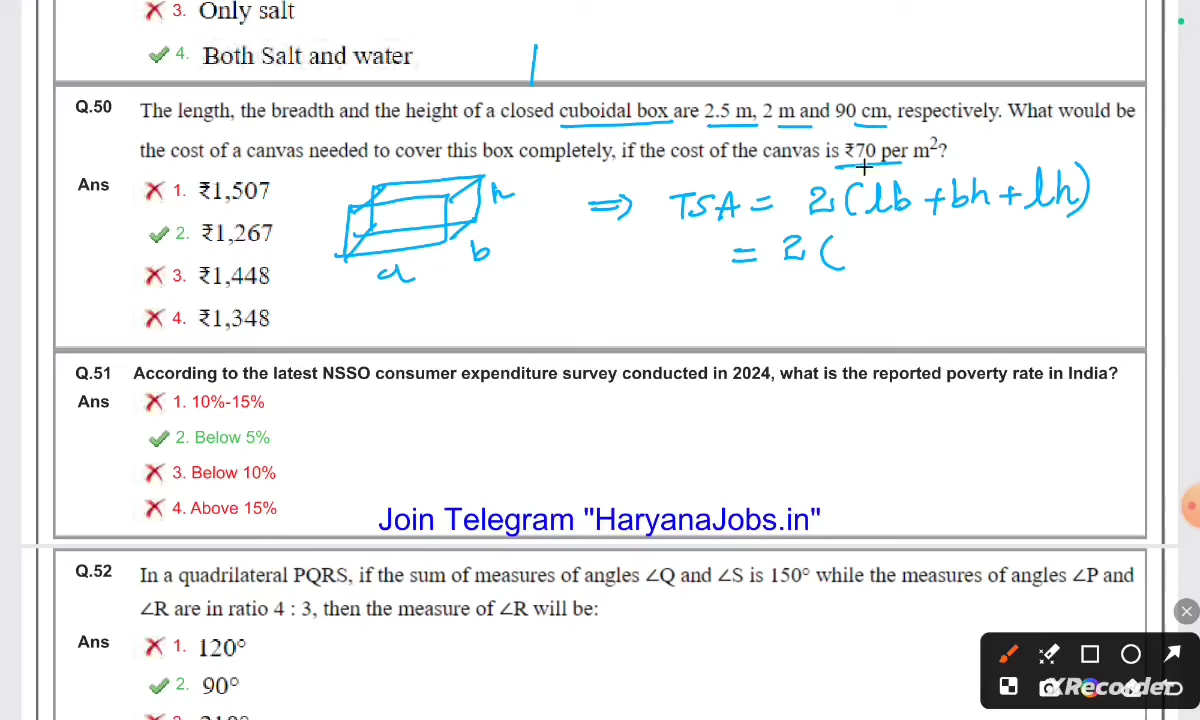 3. Only salt
4. Both Salt and water
Q.50 The length, the breadth and the height of a closed cuboidal box are 2.5 m, 2 m and 90 cm, respectively. What would be
the cost of a canvas needed to cover this box completely, if the cost of the canvas is ₹70 per m²?
Ans 1. ₹1,507
2. ₹1,267
3. ₹1,448
4. ₹1,348
h
b
⇒ TSA = 2(lb + bh + lh)
= 2(
Q.51 According to the latest NSSO consumer expenditure survey conducted in 2024, what is the reported poverty rate in India?
Ans 1. 10%-15%
2. Below 5%
3. Below 10%
4. Above 15%
Join Telegram "HaryanaJobs.in"
Q.52 In a quadrilateral PQRS, if the sum of measures of angles ∠Q and ∠S is 150° while the measures of angles ∠P and
∠R are in ratio 4 : 3, then the measure of ∠R will be:
Ans 1. 120°
2. 90°
XRecorder